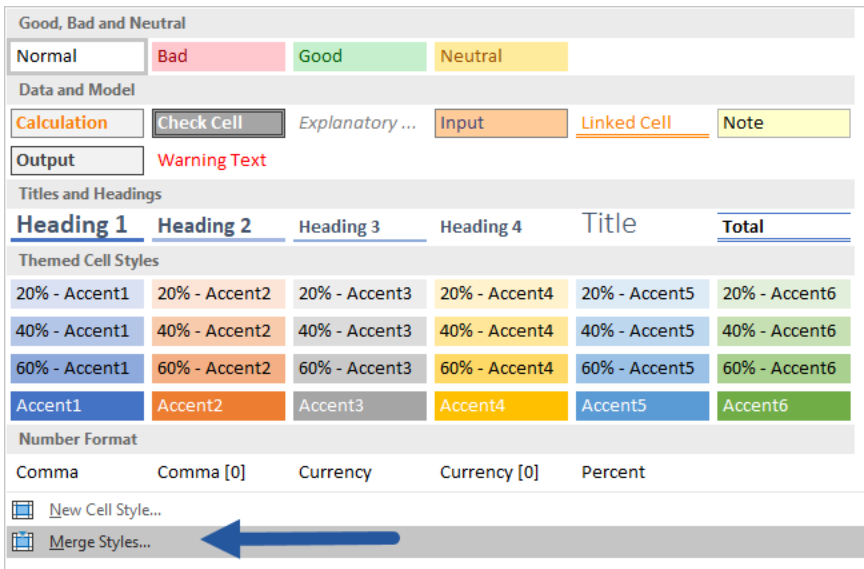 Good, Bad and Neutral
Normal Bad Good Neutral
Data and Model
Calculation Check Cell Explanatory ... Input Linked Cell Note
Output Warning Text
Titles and Headings
Heading 1 Heading 2 Heading 3 Heading 4 Title Total
Themed Cell Styles
20% - Accent1 20% - Accent2 20% - Accent3 20% - Accent4 20% - Accent5 20% - Accent6
40% - Accent1 40% - Accent2 40% - Accent3 40% - Accent4 40% - Accent5 40% - Accent6
60% - Accent1 60% - Accent2 60% - Accent3 60% - Accent4 60% - Accent5 60% - Accent6
Accent1 Accent2 Accent3 Accent4 Accent5 Accent6
Number Format
Comma Comma [0] Currency Currency [0] Percent
New Cell Style...
Merge Styles...